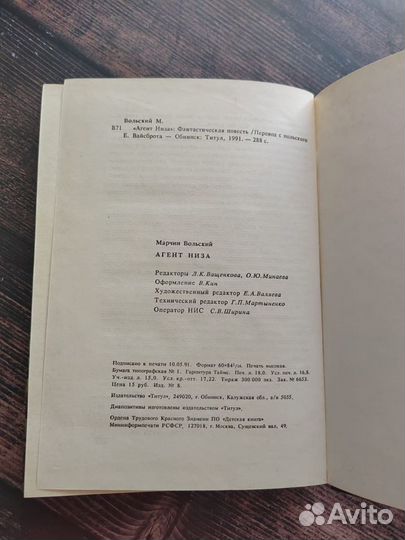 Вольский М.
В71 «Агент Низа»: Фантастическая повесть /Перевод с польского
Е. Вайсброта — Обнинск: Титул, 1991. — 288 с.
Марчин Вольский
АГЕНТ НИЗА
Редакторы Л.К. Ващенкова, О.Ю. Минаева
Оформление В. Кин
Художественный редактор Е.А. Валяева
Технический редактор Г.П. Мартыненко
Оператор НИС С.В. Ширина
Подписано к печати 10.05.91. Формат 60×84¹/₁₆ Печать высокая.
Бумага типографская № 1. Гарнитура Таймс. Печ. л. 18,0. Усл. печ. л. 16,8.
Уч.-изд. л. 15,0. Усл. кр.-отт. 17,22. Тираж 300 000 экз. Зак. № 6653.
Цена 15 руб. Изд. № 8.
Издательство «Титул», 249020, г. Обнинск, Калужская обл., а/я 5055.
Диапозитивы изготовлены издательством «Титул».
Ордена Трудового Красного Знамени ПО «Детская книга»
Мининформпечати РСФСР, 127018, г. Москва, Сущевский вал, 49.
Avito